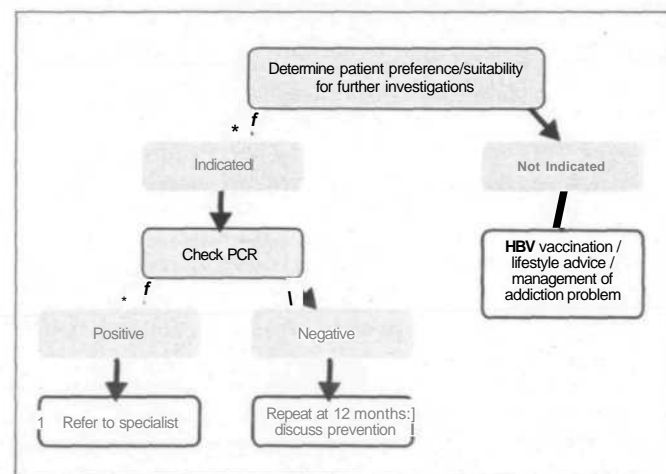 Determine patient preference/suitability
for further investigations
Indicated
Not Indicated
Check PCR
HBV vaccination /
lifestyle advice /
management of
addiction problem
Positive
Negative
Refer to specialist
Repeat at 12 months:
discuss prevention